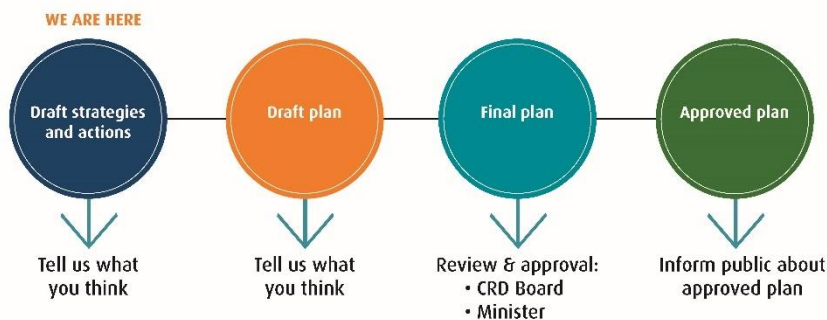 WE ARE HERE
Draft strategies
and actions
Draft plan
Final plan
Approved plan
Tell us what
you think
Tell us what
you think
Review & approval:
• CRD Board
• Minister
Inform public about
approved plan